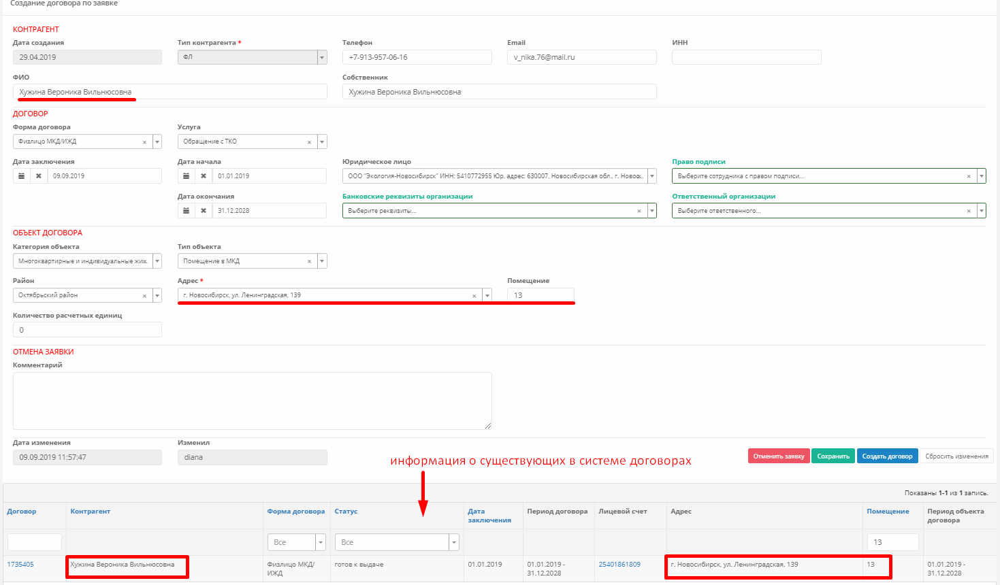 Создание договора по заявке
КОНТРАГЕНТ
Дата создания Тип контрагента * Телефон Email ИНН
29.04.2019 ФЛ +7-913-957-06-16 v_nika.76@mail.ru
ФИО Собственник
Хужина Вероника Вильнюсовна Хужина Вероника Вильнюсовна
ДОГОВОР
Форма договора Услуга
Физлицо МКД/ИЖД × Обращение с ТКО ×
Дата заключения Дата начала Юридическое лицо Право подписи
09.09.2019 01.01.2019 ООО "Экология-Новосибирск" ИНН: 5410772955 Юр. адрес: 630007, Новосибирская обл., г. Новос... Выберите сотрудника с правом подписи... ×
Дата окончания Банковские реквизиты организации Ответственный организации
31.12.2028 Выберите реквизиты... × Выберите ответственного... ×
ОБЪЕКТ ДОГОВОРА
Категория объекта Тип объекта
Многоквартирные и индивидуальные жи... Помещение в МКД ×
Район Адрес * Помещение
Октябрьский район × г. Новосибирск, ул. Ленинградская, 139 × 13
Количество расчетных единиц
0
ОТМЕНА ЗАЯВКИ
Комментарий
Дата изменения Изменил
09.09.2019 11:57:47 diana Отменить заявку Сохранить Создать договор Сбросить изменения
информация о существующих в системе договорах
Показаны 1-1 из 1 запись.
Договор Контрагент Форма договора Статус Дата Период договора Лицевой счет Адрес Помещение Период объекта
заключения договора
Все Все 13
1735405 Хужина Вероника Вильнюсовна Физлицо МКД/ готов к выдаче 01.01.2019 01.01.2019 - 25401861809 г. Новосибирск, ул. Ленинградская, 139 13 01.01.2019 -
ИЖД 31.12.2028 31.12.2028